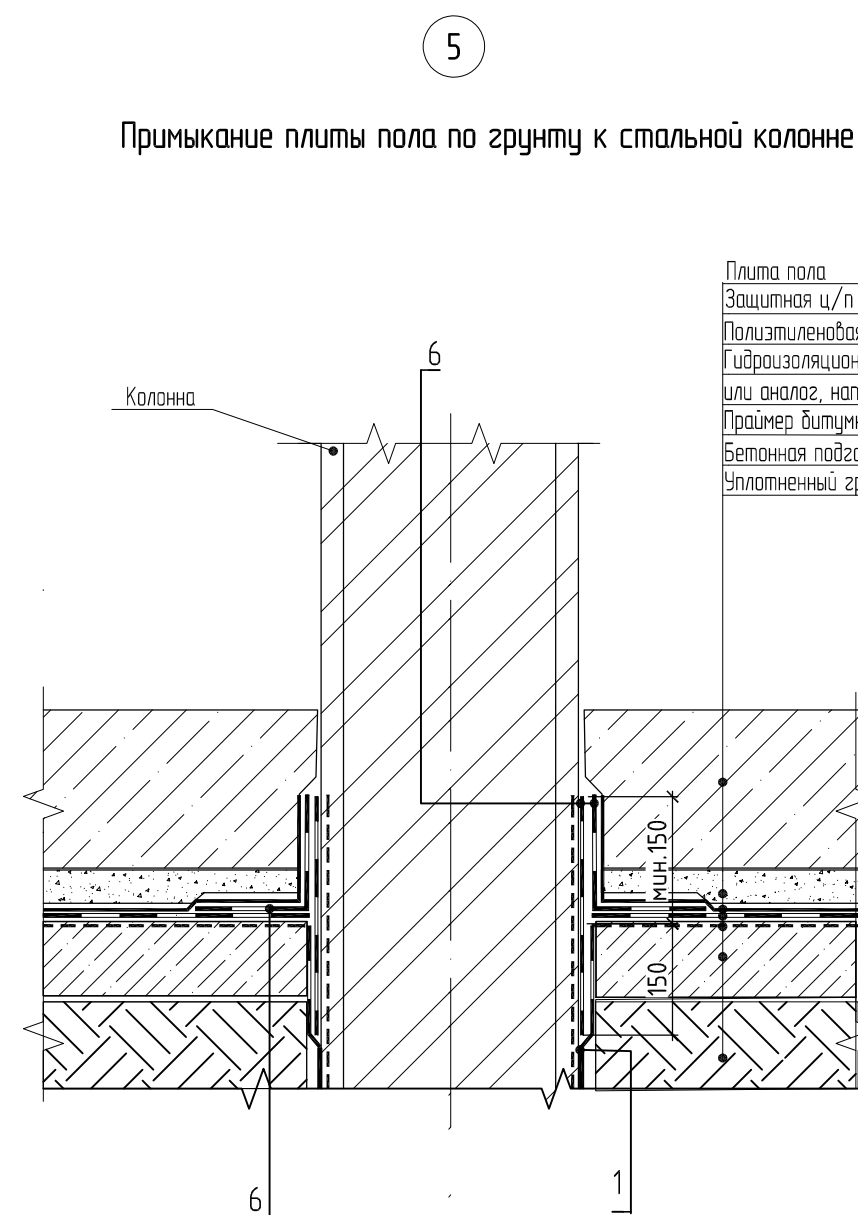 5
Примыкание плиты пола по грунту к стальной колонне
Плита пола
Защитная ц/п
Полиэтиленовая
Гидроизоляцион
или аналог, нап
Праймер битумн
Бетонная подго
Уплотненный гр
6
Колонна
мин.150
150
6
1